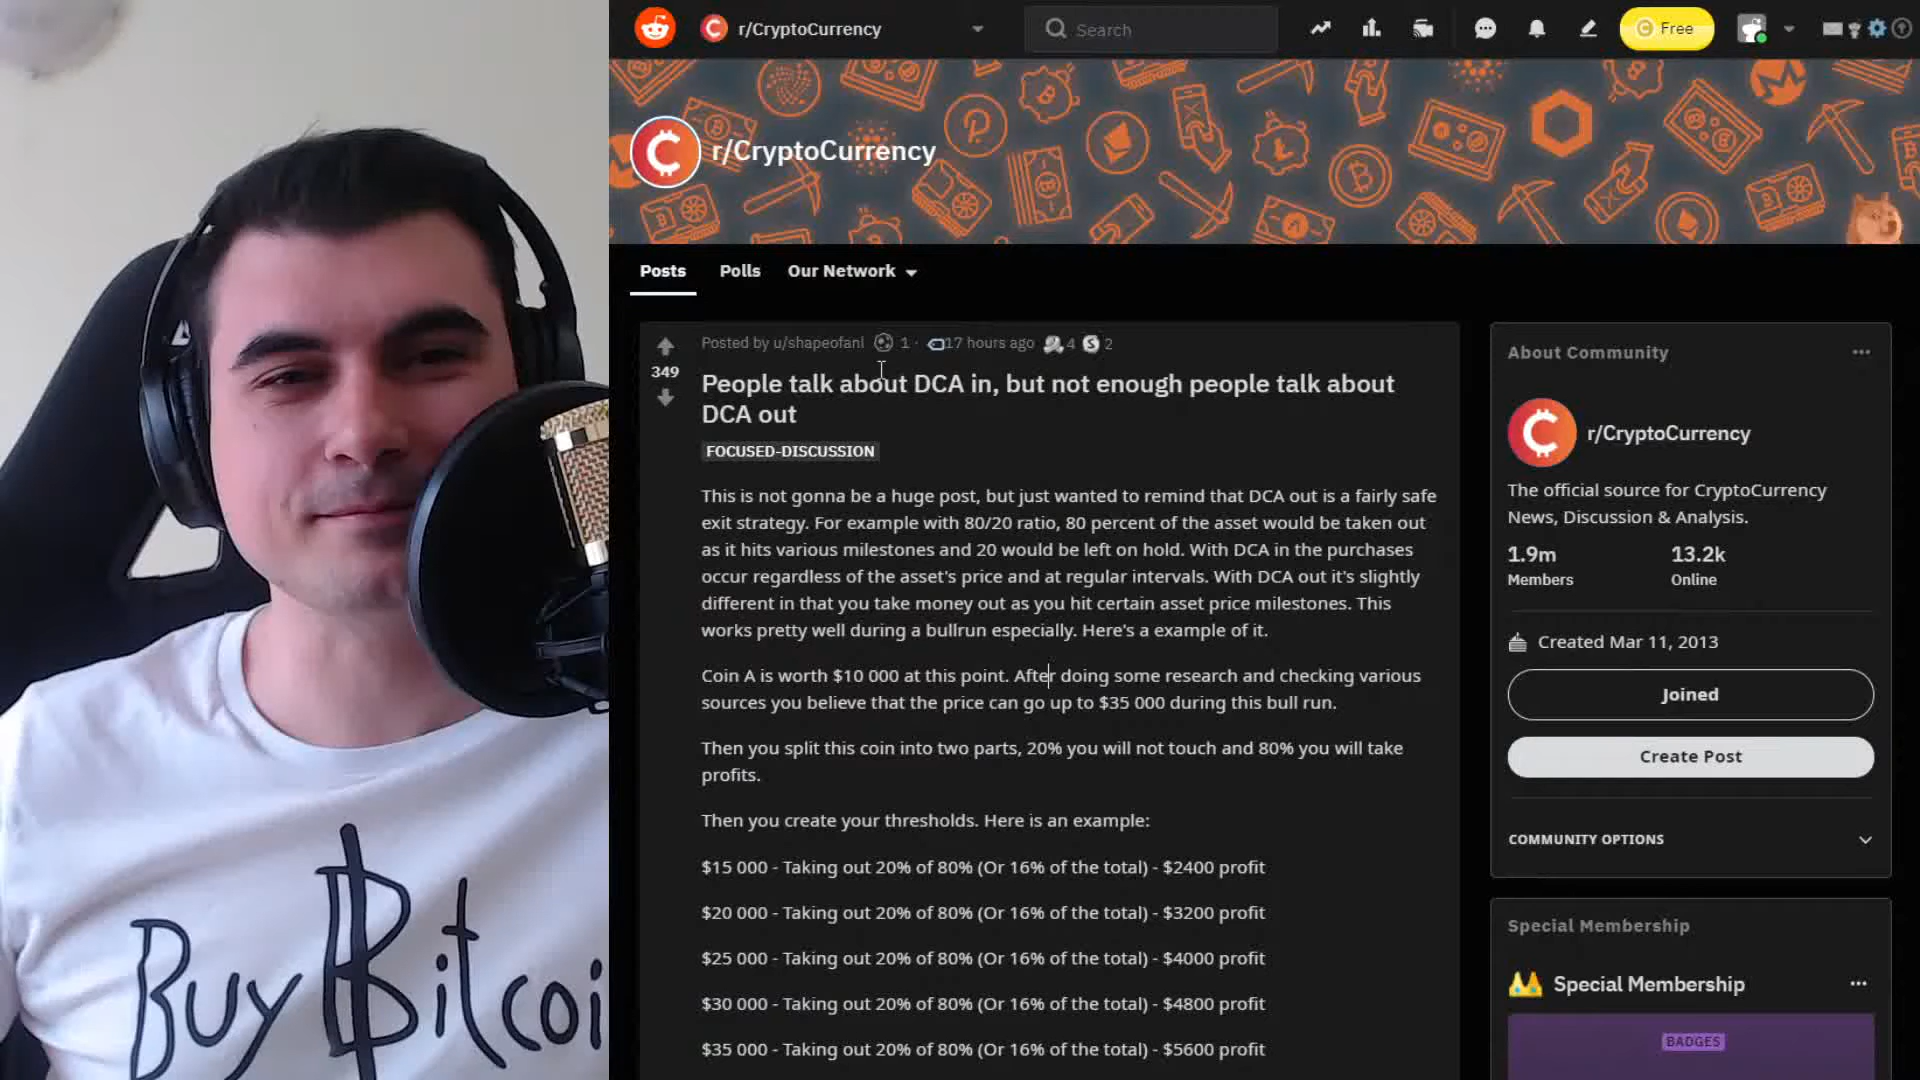 r/CryptoCurrency
Search
Free
r/CryptoCurrency
Posts
Polls
Our Network
Posted by u/shapeofanl 1 · 17 hours ago 4 2
349
People talk about DCA in, but not enough people talk about
DCA out
FOCUSED-DISCUSSION
This is not gonna be a huge post, but just wanted to remind that DCA out is a fairly safe
exit strategy. For example with 80/20 ratio, 80 percent of the asset would be taken out
as it hits various milestones and 20 would be left on hold. With DCA in the purchases
occur regardless of the asset's price and at regular intervals. With DCA out it's slightly
different in that you take money out as you hit certain asset price milestones. This
works pretty well during a bullrun especially. Here's a example of it.
Coin A is worth $10 000 at this point. After doing some research and checking various
sources you believe that the price can go up to $35 000 during this bull run.
Then you split this coin into two parts, 20% you will not touch and 80% you will take
profits.
Then you create your thresholds. Here is an example:
$15 000 - Taking out 20% of 80% (Or 16% of the total) - $2400 profit
$20 000 - Taking out 20% of 80% (Or 16% of the total) - $3200 profit
$25 000 - Taking out 20% of 80% (Or 16% of the total) - $4000 profit
$30 000 - Taking out 20% of 80% (Or 16% of the total) - $4800 profit
$35 000 - Taking out 20% of 80% (Or 16% of the total) - $5600 profit
About Community
r/CryptoCurrency
The official source for CryptoCurrency
News, Discussion & Analysis.
1.9m
Members
13.2k
Online
Created Mar 11, 2013
Joined
Create Post
COMMUNITY OPTIONS
Special Membership
Special Membership
BADGES
Buy Bitcoi